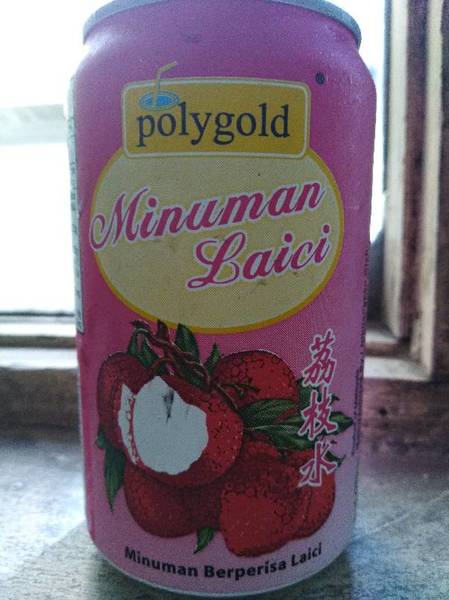 polygold
Minuman
Laici
荔枝水
Minuman Berperisa Laici